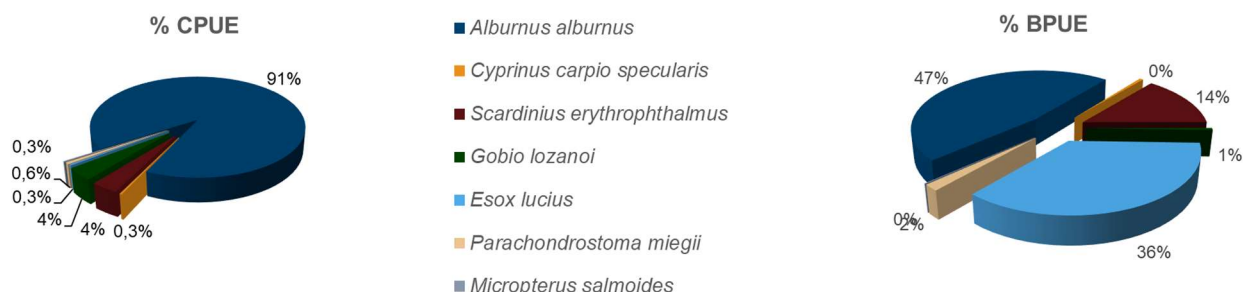 % CPUE
91%
0,3%
0,6%
0,3%
4%
4%
0,3%
Alburnus alburnus
Cyprinus carpio specularis
Scardinius erythrophthalmus
Gobio lozanoi
Esox lucius
Parachondrostoma miegii
Micropterus salmoides
% BPUE
47%
0%
14%
1%
0%
2%
36%